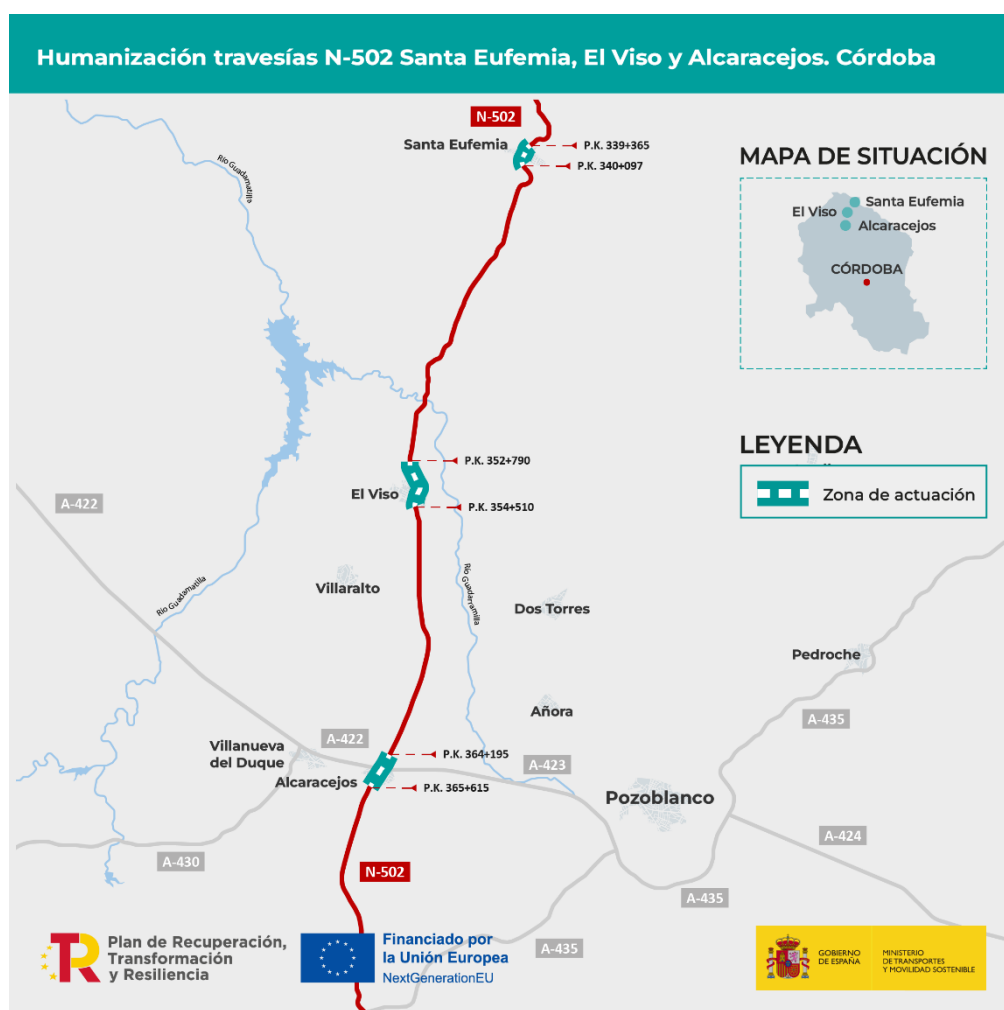 Humanización travesías N-502 Santa Eufemia, El Viso y Alcaracejos. Córdoba
N-502
Santa Eufemia
P.K. 339+365
P.K. 340+097
Río Guadamatilla
MAPA DE SITUACIÓN
Santa Eufemia
El Viso
Alcaracejos
CÓRDOBA
LEYENDA
Zona de actuación
P.K. 352+790
El Viso
P.K. 354+510
A-422
Río Guadamatilla
Villaralto
Río Guadarramilla
Dos Torres
Pedroche
Añora
A-435
A-422
Villanueva
del Duque
P.K. 364+195
A-423
Alcaracejos
P.K. 365+615
Pozoblanco
A-424
A-430
N-502
A-435
A-435
Plan de Recuperación,
Transformación
y Resiliencia
Financiado por
la Unión Europea
NextGenerationEU
GOBIERNO
DE ESPAÑA
MINISTERIO
DE TRANSPORTES
Y MOVILIDAD SOSTENIBLE